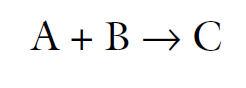 A + B → C